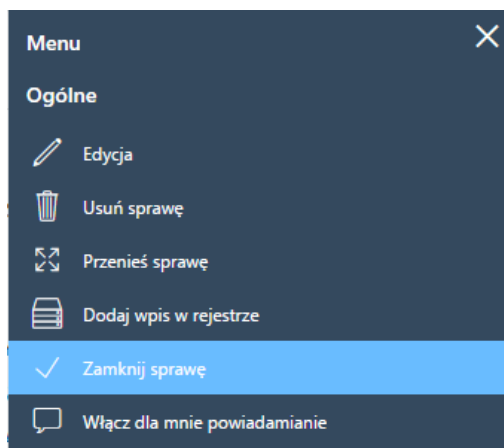 Menu
Ogólne
Edycja
Usuń sprawę
Przenieś sprawę
Dodaj wpis w rejestrze
Zamknij sprawę
Włącz dla mnie powiadamianie